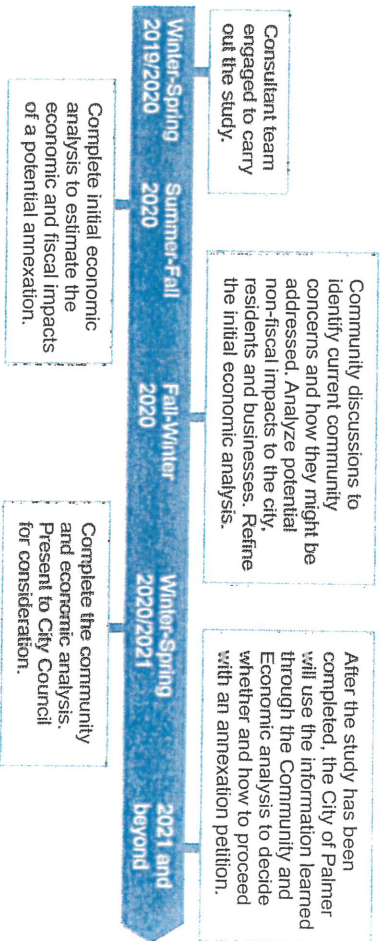 Consultant team
engaged to carry
out the study.
Community discussions to
identify current community
concerns and how they might be
addressed. Analyze potential
non-fiscal impacts to the city,
residents and businesses. Refine
the initial economic analysis.
After the study has been
completed, the City of Palmer
will use the information learned
through the Community and
Economic analysis to decide
whether and how to proceed
with an annexation petition.
Winter-Spring
2019/2020
Summer-Fall
2020
Fall-Winter
2020
Winter-Spring
2020/2021
2021 and
beyond
Complete initial economic
analysis to estimate the
economic and fiscal impacts
of a potential annexation.
Complete the community
and economic analysis.
Present to City Council
for consideration.